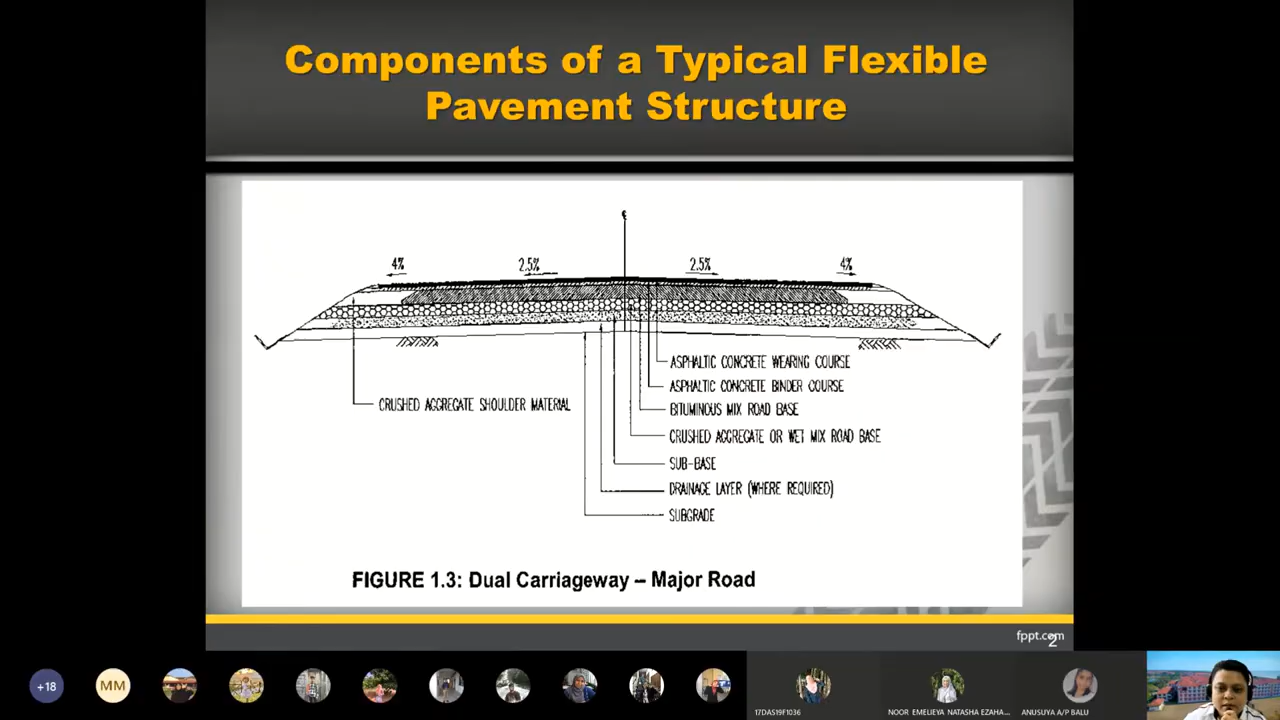 Components of a Typical Flexible
Pavement Structure
4%
2.5%
2.5%
4%
ASPHALTIC CONCRETE WEARING COURSE
ASPHALTIC CONCRETE BINDER COURSE
CRUSHED AGGREGATE SHOULDER MATERIAL
BITUMINOUS MIX ROAD BASE
CRUSHED AGGREGATE OR WET MIX ROAD BASE
SUB-BASE
DRAINAGE LAYER (WHERE REQUIRED)
SUBGRADE
FIGURE 1.3: Dual Carriageway – Major Road
fppt.com
2
+18
MM
17DAS19F1036
NOOR EMELIEYA NATASHA EZAHA...
ANUSUYA A/P BALU